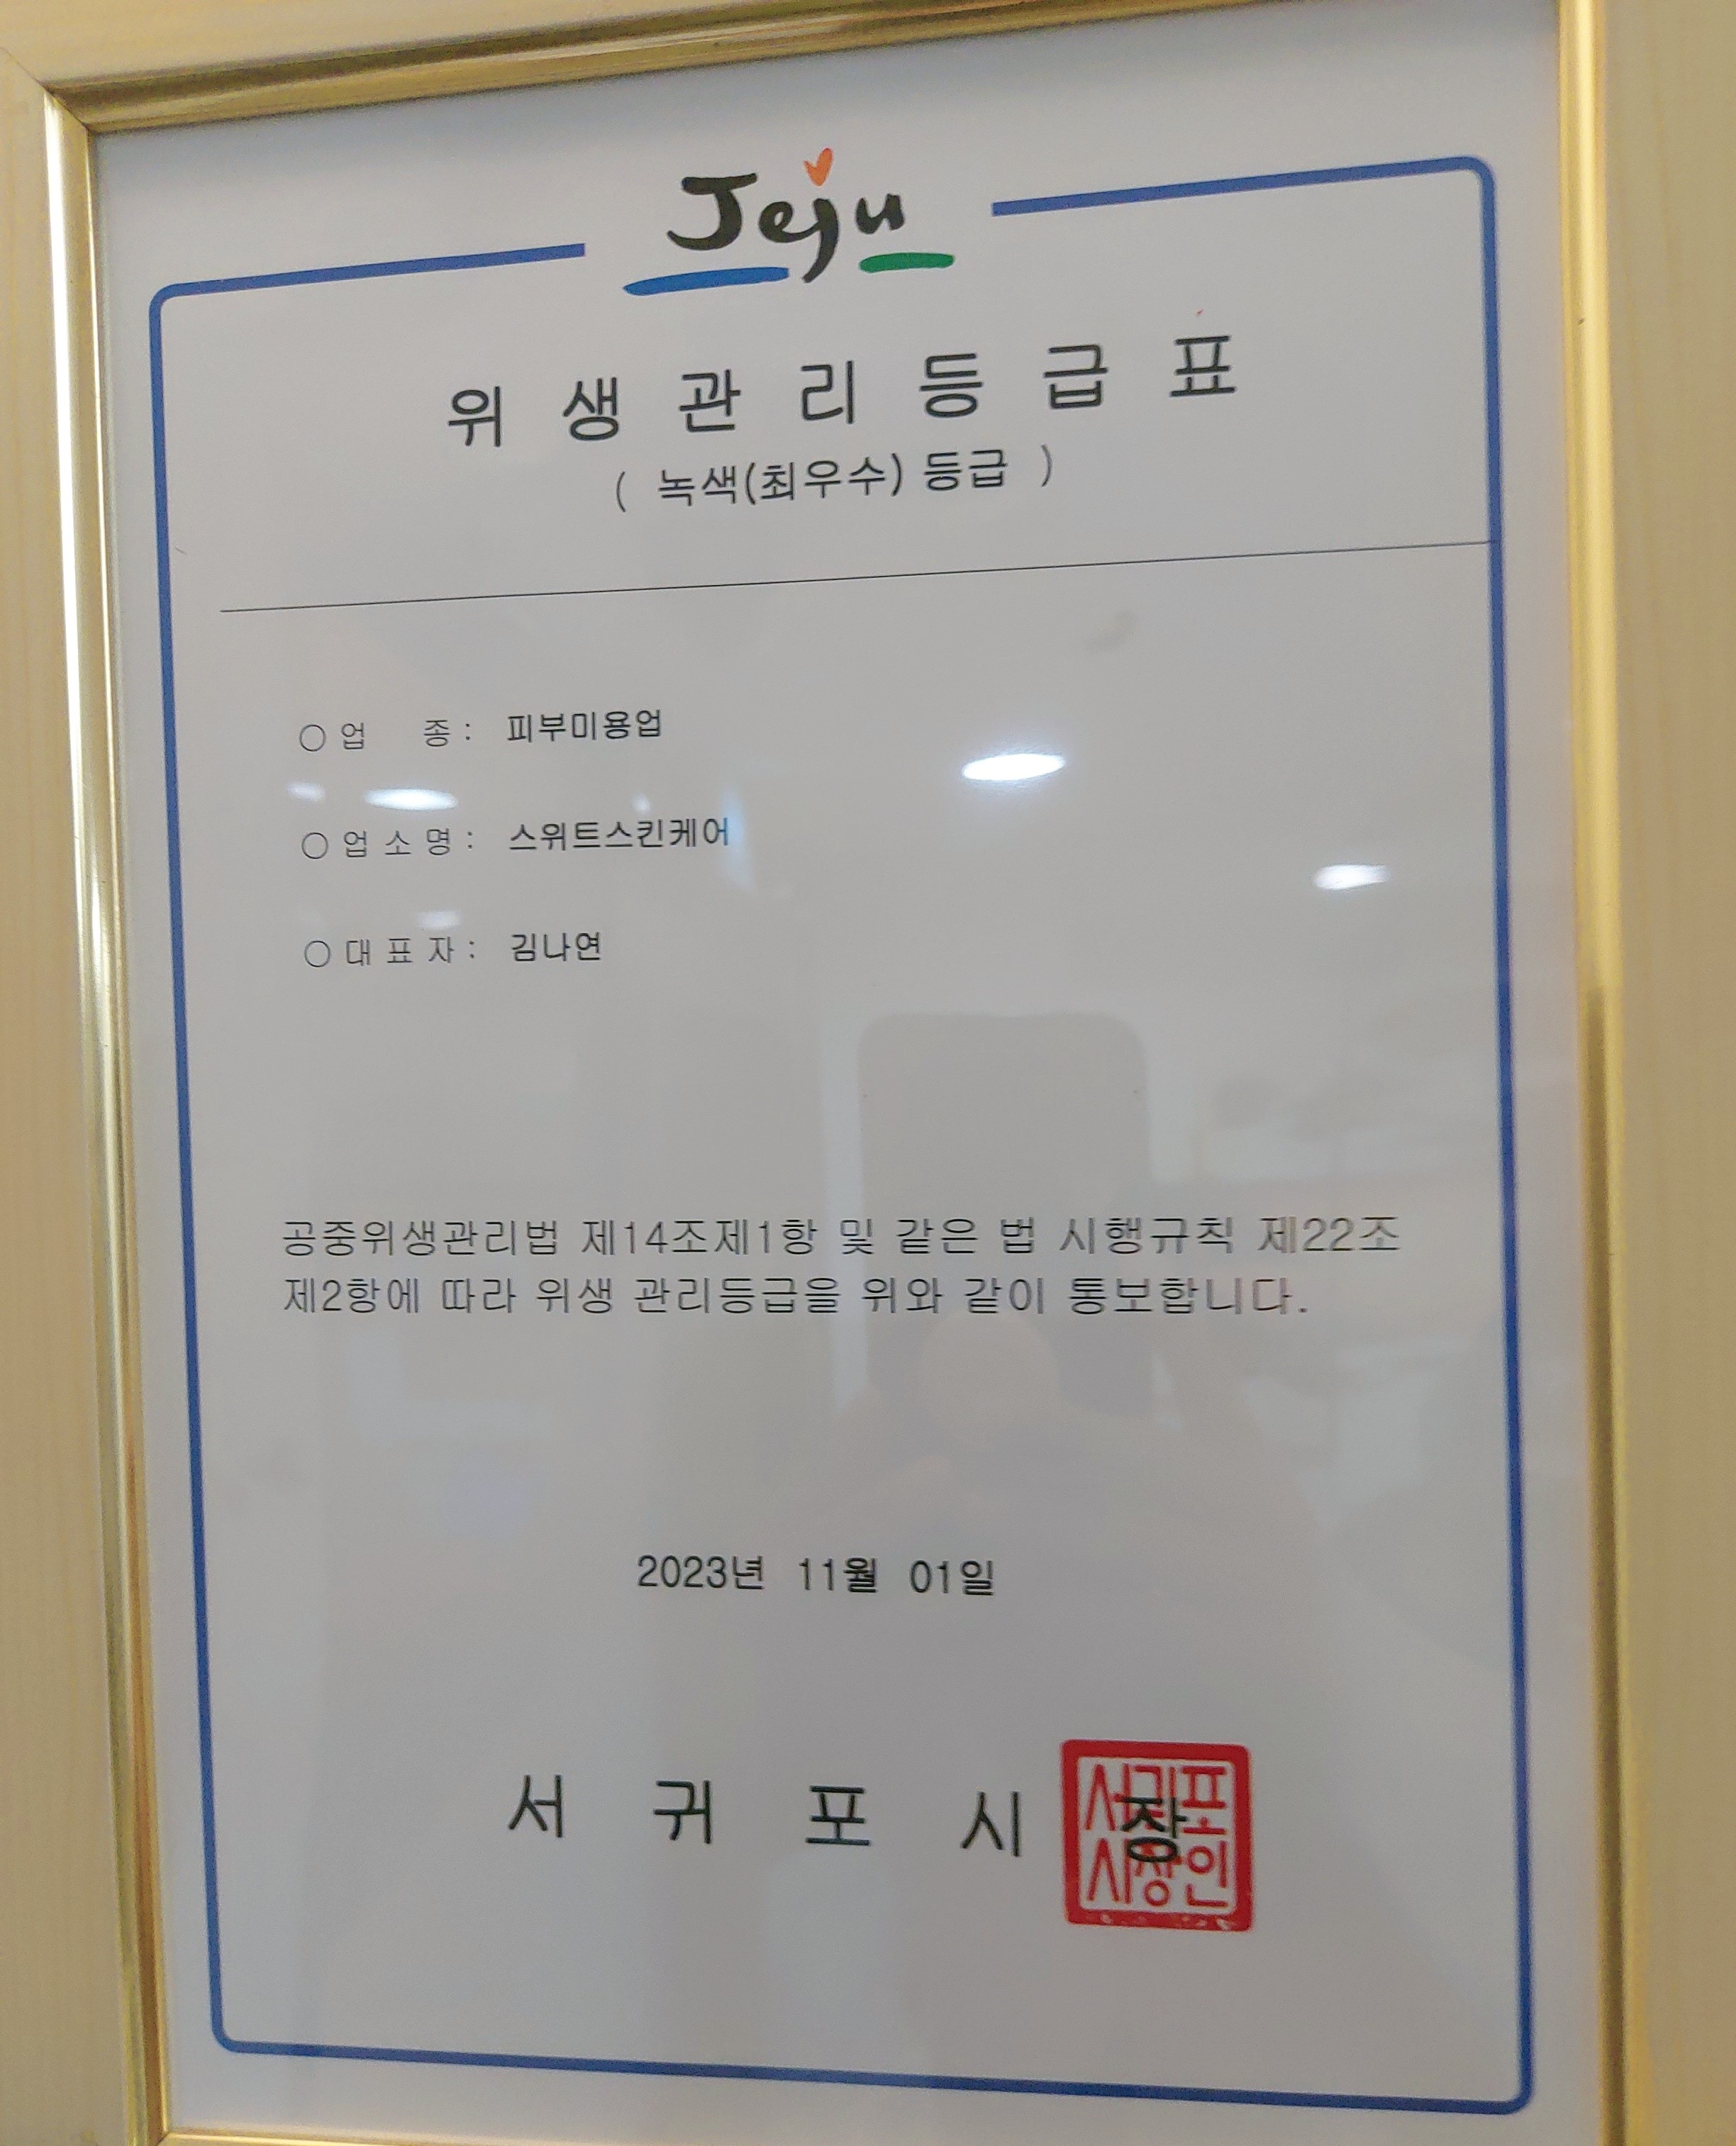 Jeju
위 생 관 리 등 급 표
( 녹색(최우수) 등급 )
○ 업 종 : 피부미용업
○ 업 소 명 : 스위트스킨케어
○ 대 표 자 : 김나연
공중위생관리법 제14조제1항 및 같은 법 시행규칙 제22조
제2항에 따라 위생 관리등급을 위와 같이 통보합니다.
2023년 11월 01일
서 귀 포 시 장
서귀포
시장인